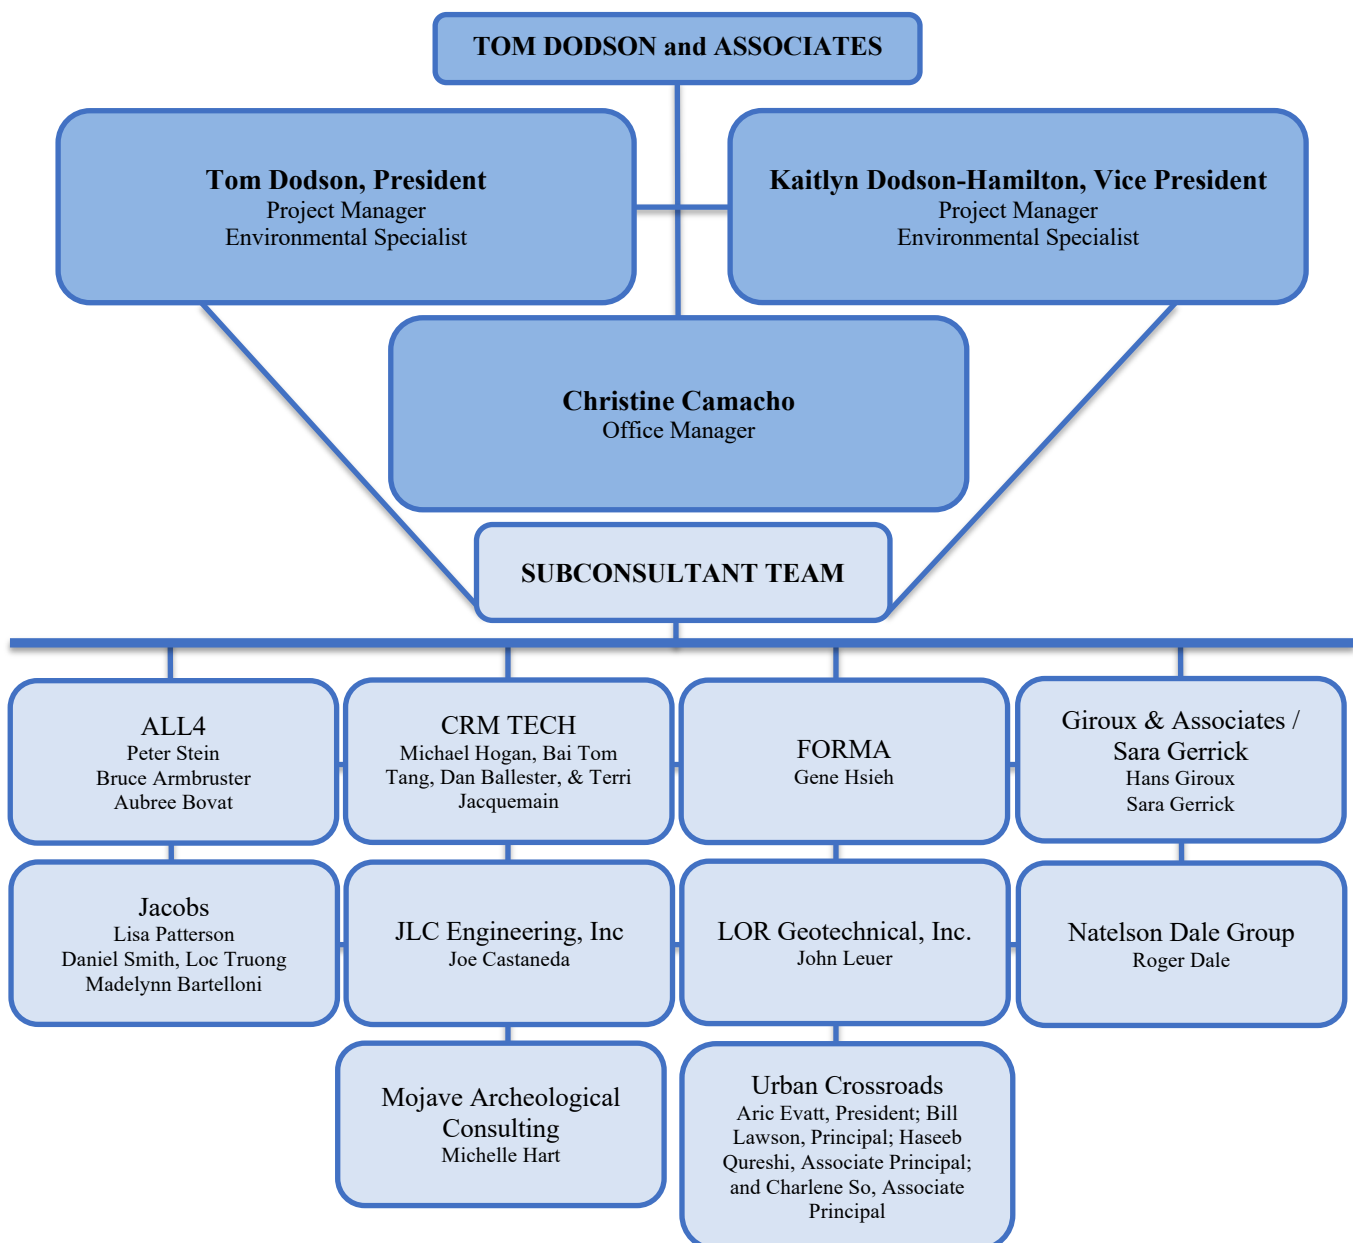 TOM DODSON and ASSOCIATES
Tom Dodson, President
Project Manager
Environmental Specialist
Kaitlyn Dodson-Hamilton, Vice President
Project Manager
Environmental Specialist
Christine Camacho
Office Manager
SUBCONSULTANT TEAM
ALL4
Peter Stein
Bruce Armbruster
Aubree Bovat
CRM TECH
Michael Hogan, Bai Tom
Tang, Dan Ballester, & Terri
Jacquemain
FORMA
Gene Hsieh
Giroux & Associates /
Sara Gerrick
Hans Giroux
Sara Gerrick
Jacobs
Lisa Patterson
Daniel Smith, Loc Truong
Madelynn Bartelloni
JLC Engineering, Inc
Joe Castaneda
LOR Geotechnical, Inc.
John Leuer
Natelson Dale Group
Roger Dale
Mojave Archeological
Consulting
Michelle Hart
Urban Crossroads
Aric Evatt, President; Bill
Lawson, Principal; Haseeb
Qureshi, Associate Principal;
and Charlene So, Associate
Principal